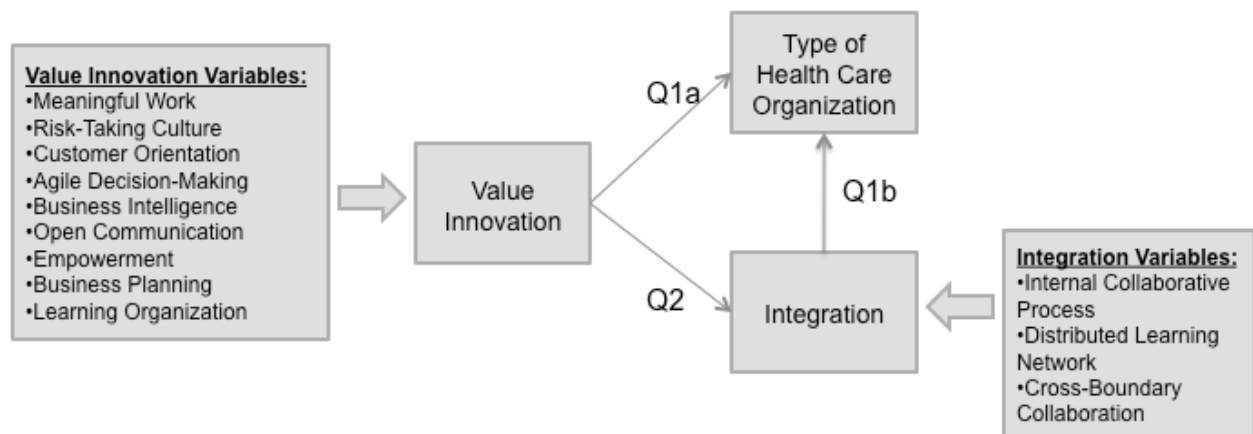 Value Innovation Variables:
•Meaningful Work
•Risk-Taking Culture
•Customer Orientation
•Agile Decision-Making
•Business Intelligence
•Open Communication
•Empowerment
•Business Planning
•Learning Organization
Value
Innovation
Q1a
Type of
Health Care
Organization
Q1b
Q2
Integration
Integration Variables:
•Internal Collaborative
Process
•Distributed Learning
Network
•Cross-Boundary
Collaboration